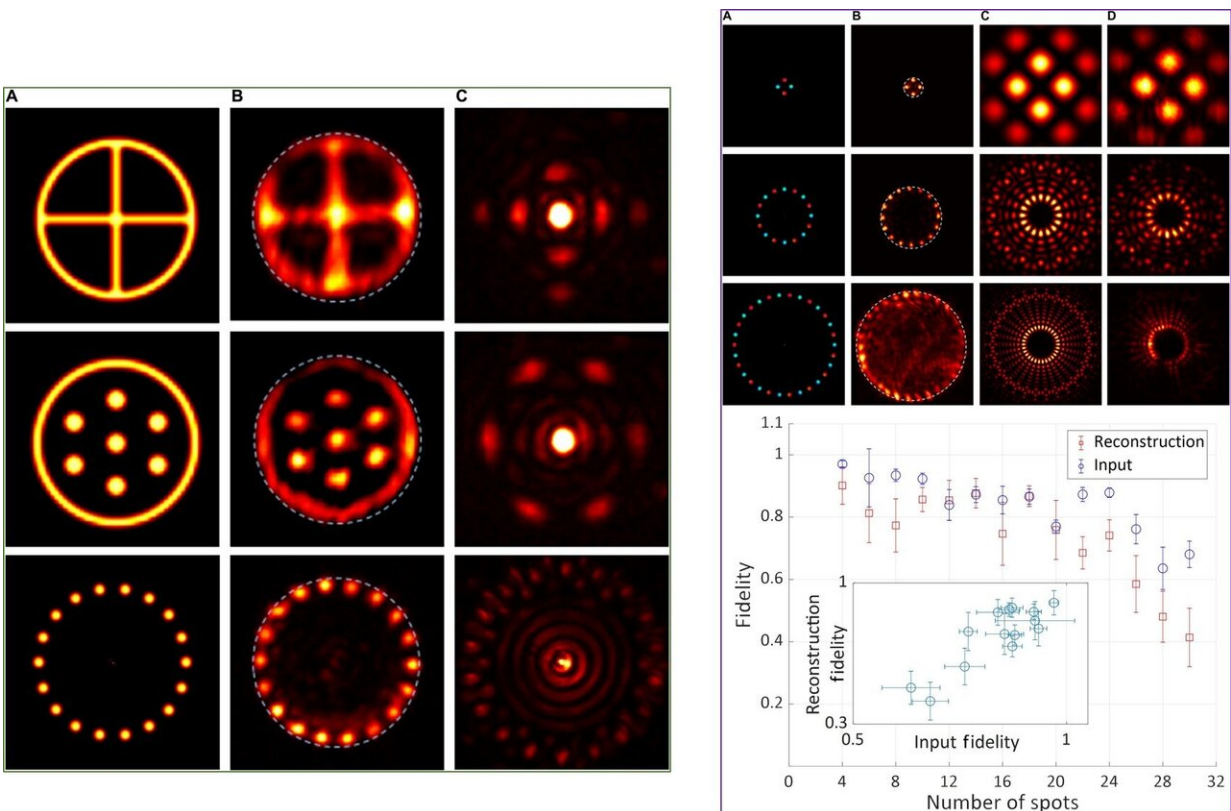 A B C
A B C D
1.1
1
0.8
0.6
0.4
0.2
Fidelity
Reconstruction
Input
1
0.3
Reconstruction
fidelity
0.5
1
Input fidelity
0 4 8 12 16 20 24 28 32
Number of spots